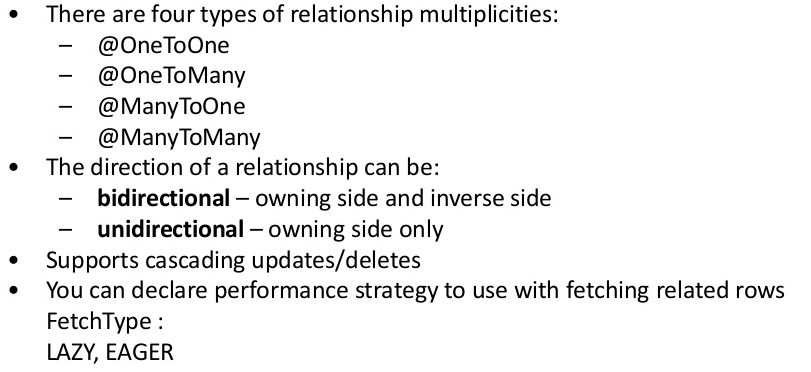 • There are four types of relationship multiplicities:
– @OneToOne
– @OneToMany
– @ManyToOne
– @ManyToMany
• The direction of a relationship can be:
– bidirectional – owning side and inverse side
– unidirectional – owning side only
• Supports cascading updates/deletes
• You can declare performance strategy to use with fetching related rows
FetchType :
LAZY, EAGER